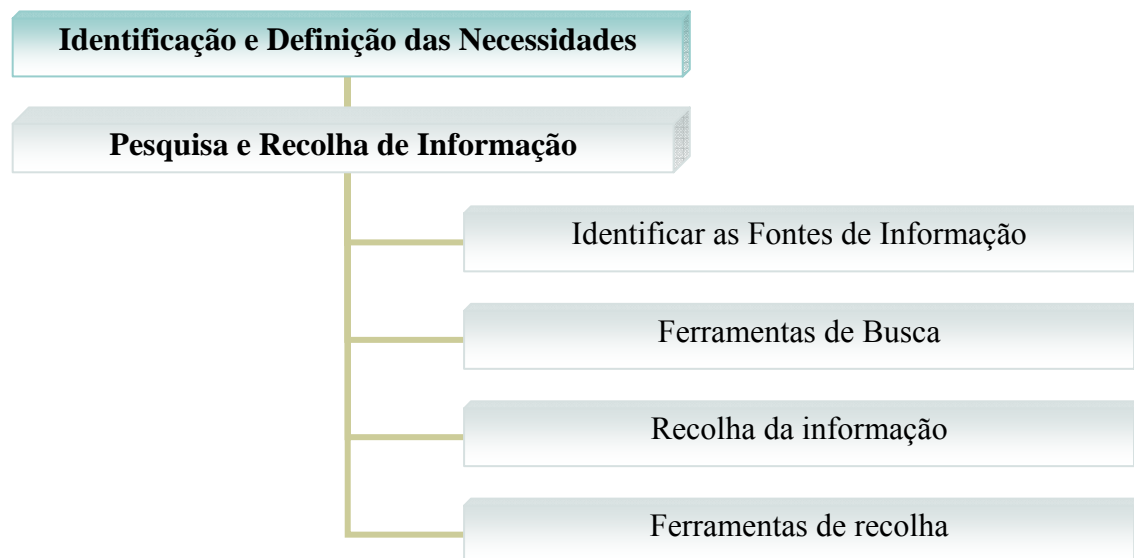 Identificação e Definição das Necessidades
Pesquisa e Recolha de Informação
Identificar as Fontes de Informação
Ferramentas de Busca
Recolha da informação
Ferramentas de recolha